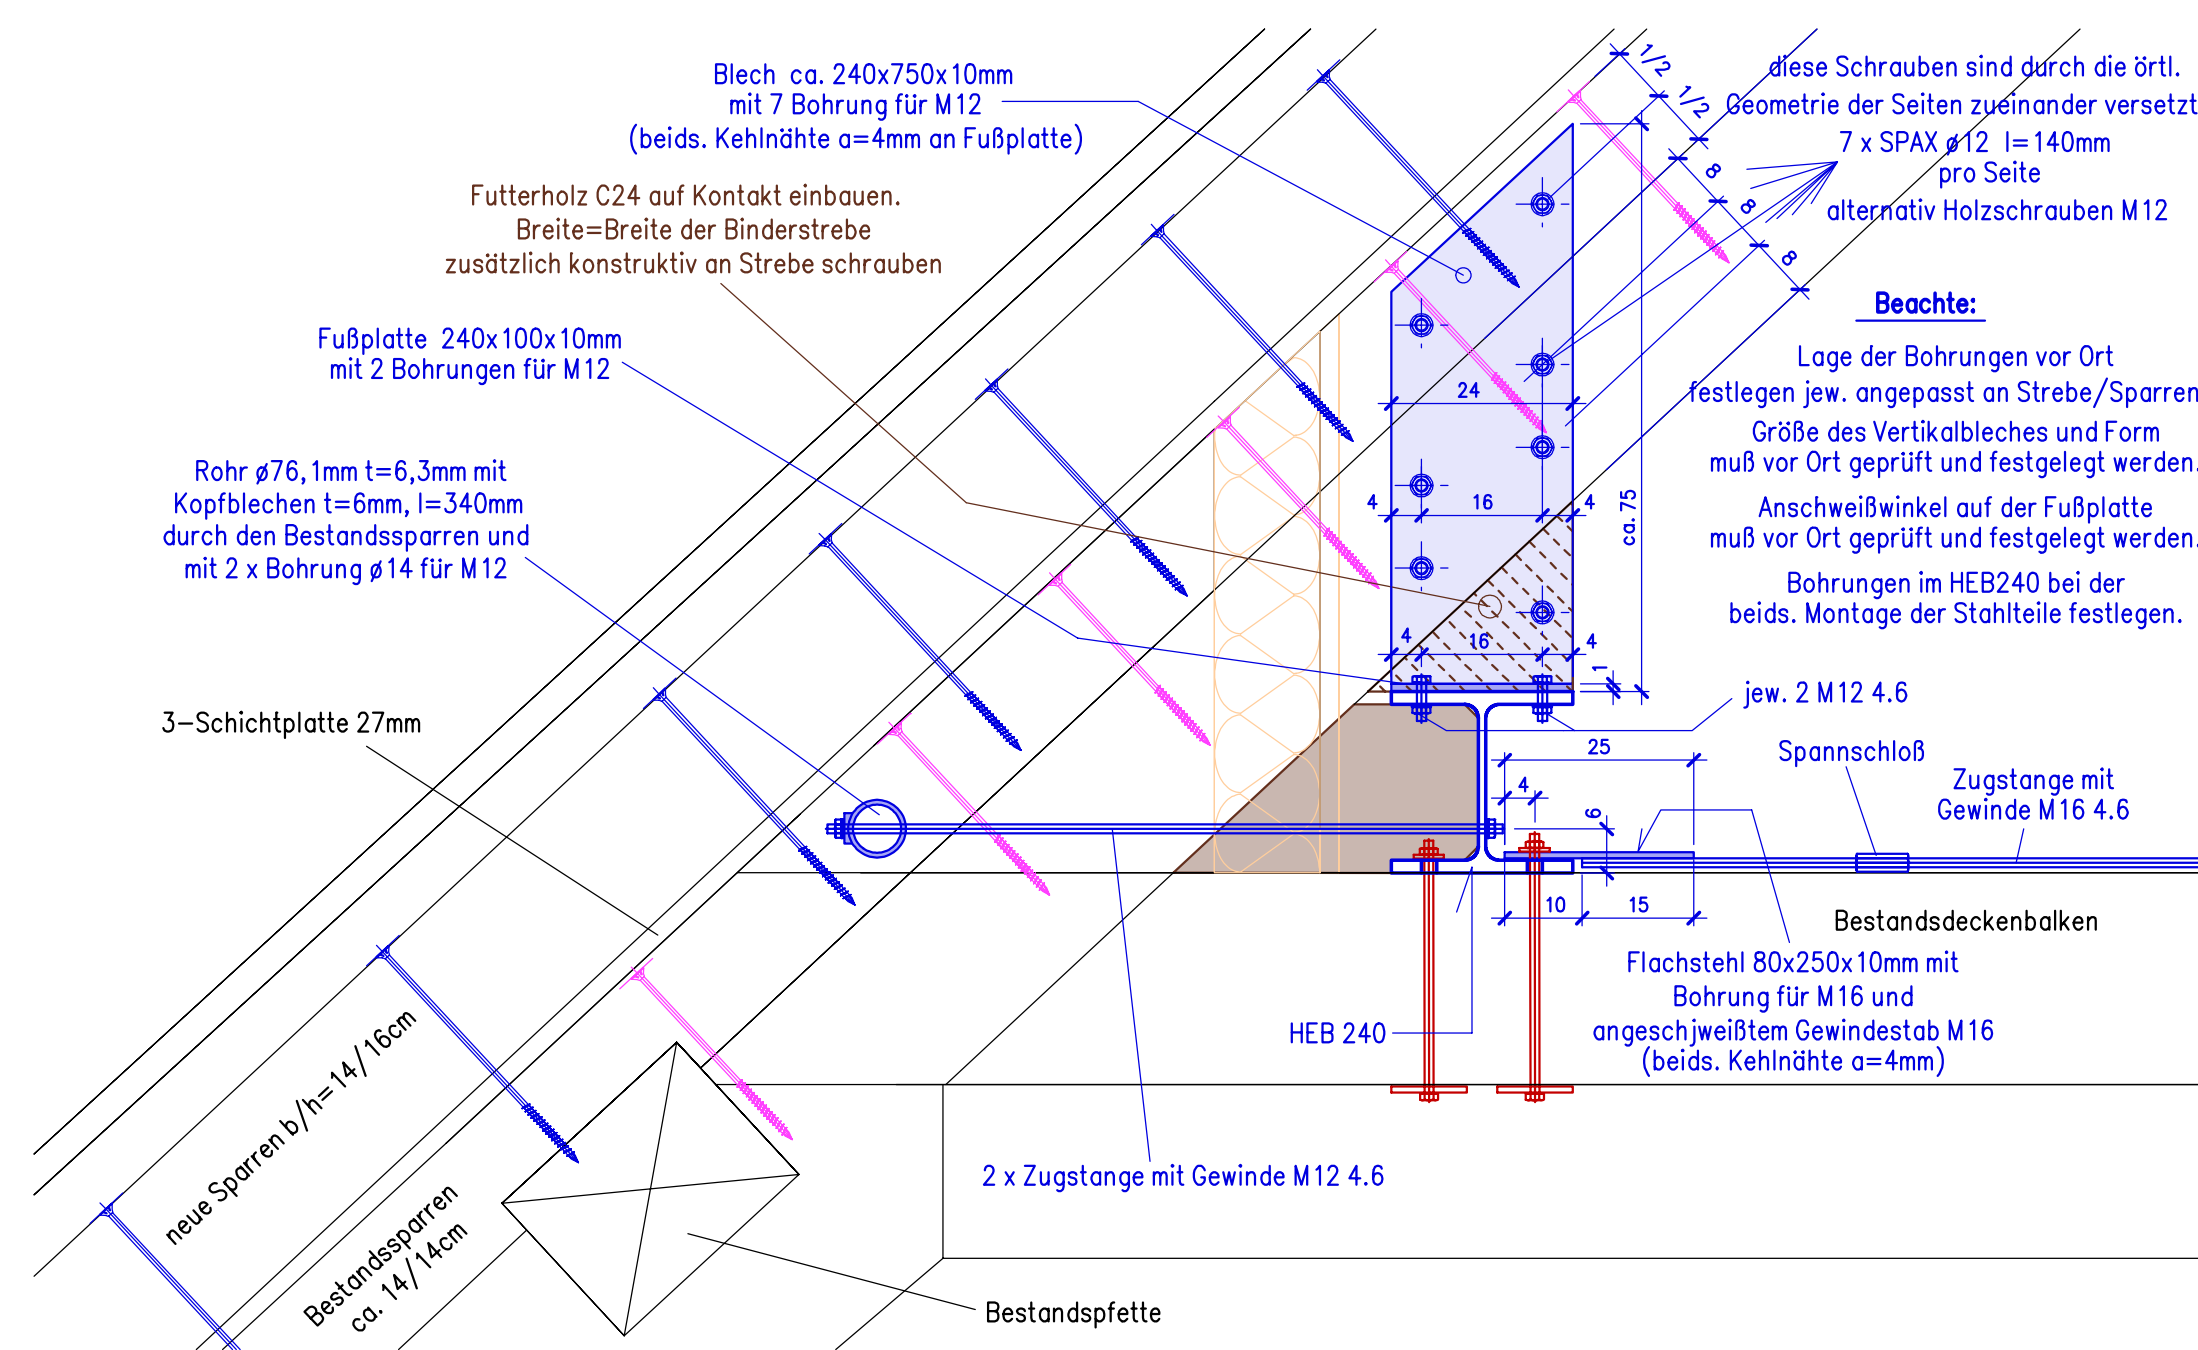 Blech ca. 240x750x10mm
mit 7 Bohrung für M12
(beids. Kehlnähte a=4mm an Fußplatte)
Futterholz C24 auf Kontakt einbauen.
Breite=Breite der Binderstrebe
zusätzlich konstruktiv an Strebe schrauben
Fußplatte 240x100x10mm
mit 2 Bohrungen für M12
Rohr ø76,1mm t=6,3mm mit
Kopfblechen t=6mm, l=340mm
durch den Bestandssparren und
mit 2 x Bohrung ø14 für M12
3-Schichtplatte 27mm
neue Sparren b/h=14/16cm
Bestandssparren
ca. 14/14cm
Bestandspfette
2 x Zugstange mit Gewinde M12 4.6
HEB 240
1/2
1/2
8
8
8
diese Schrauben sind durch die örtl.
Geometrie der Seiten zueinander versetzt
7 x SPAX ø12 l=140mm
pro Seite
alternativ Holzschrauben M12
Beachte:
Lage der Bohrungen vor Ort
festlegen jew. angepasst an Strebe/Sparren
Größe des Vertikalbleches und Form
muß vor Ort geprüft und festgelegt werden.
Anschweißwinkel auf der Fußplatte
muß vor Ort geprüft und festgelegt werden.
Bohrungen im HEB240 bei der
beids. Montage der Stahlteile festlegen.
24
4
16
4
ca. 75
4
16
4
1
jew. 2 M12 4.6
25
4
6
Spannschloß
Zugstange mit
Gewinde M16 4.6
10
15
Bestandsdeckenbalken
Flachstehl 80x250x10mm mit
Bohrung für M16 und
angeschjweißtem Gewindestab M16
(beids. Kehlnähte a=4mm)